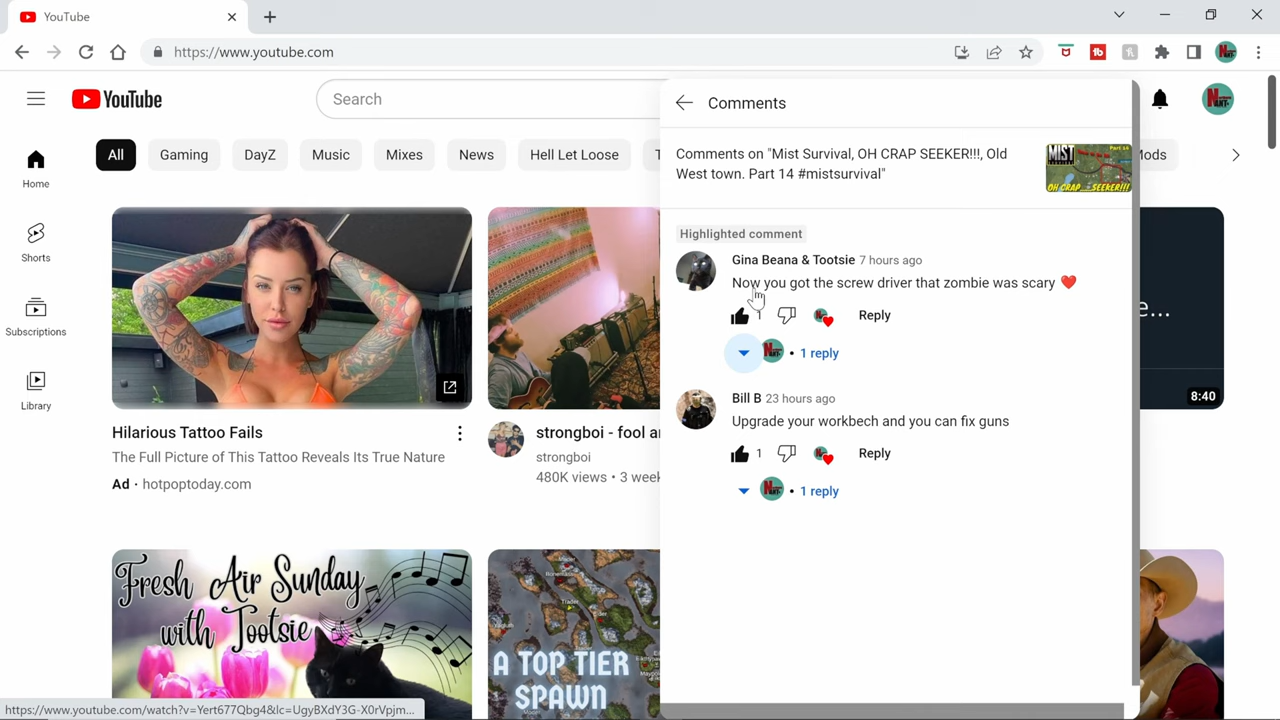 YouTube
https://www.youtube.com
YouTube
Search
All
Gaming
DayZ
Music
Mixes
News
Hell Let Loose
Mods
Home
Shorts
Subscriptions
Library
Hilarious Tattoo Fails
The Full Picture of This Tattoo Reveals Its True Nature
Ad · hotpoptoday.com
strongboi - fool a
strongboi
480K views • 3 week
e...
8:40
Fresh Air Sunday
with Tootsie
A TOP TIER
SPAWN
Comments
Comments on "Mist Survival, OH CRAP SEEKER!!!, Old
West town. Part 14 #mistsurvival"
MIST
OH CRAP SEEKER!!!
Highlighted comment
Gina Beana & Tootsie 7 hours ago
Now you got the screw driver that zombie was scary ❤️
1
Reply
• 1 reply
Bill B 23 hours ago
Upgrade your workbech and you can fix guns
1
Reply
• 1 reply
https://www.youtube.com/watch?v=Yert677Qbg4&lc=UgyBXdY3G-X0rVpjm...